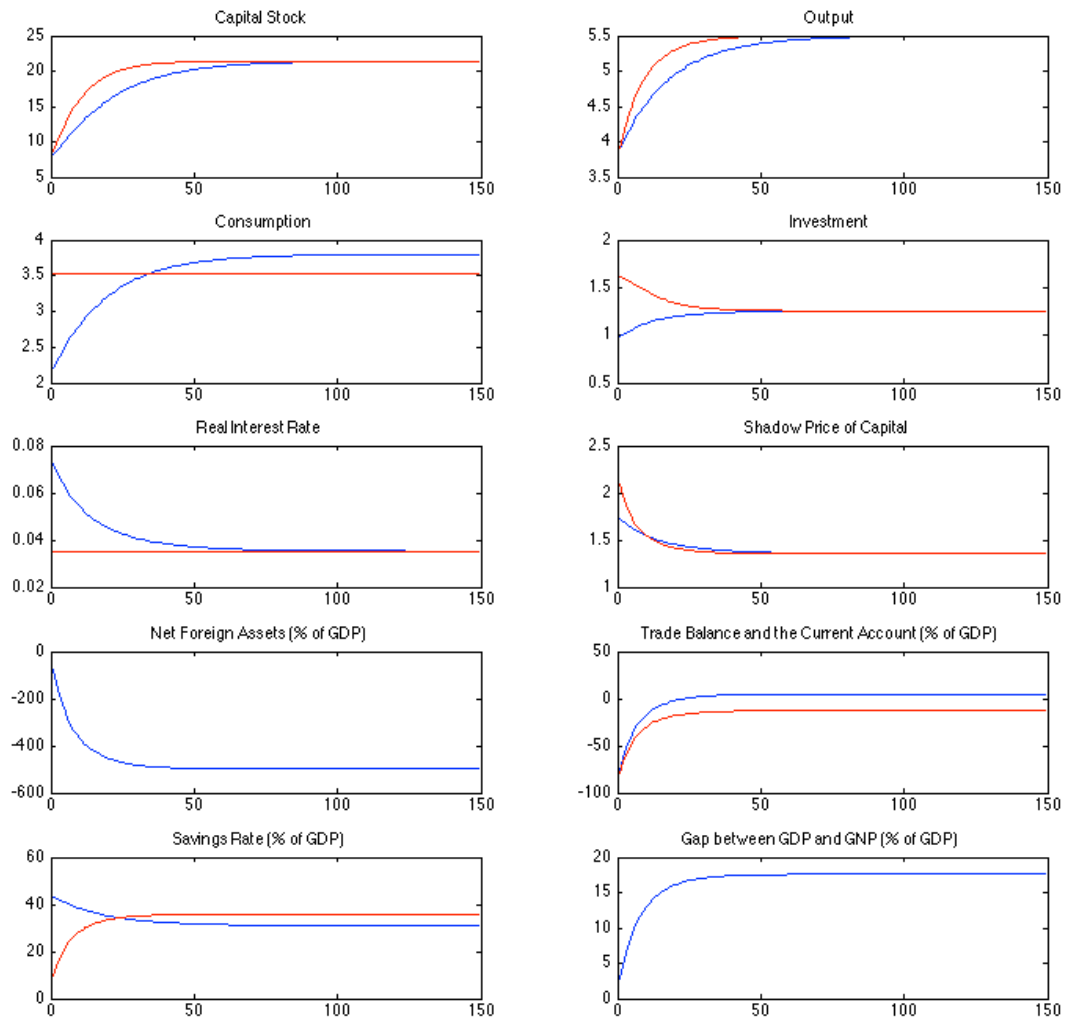 Capital Stock
25
20
15
10
5
0 50 100 150
Output
5.5
5
4.5
4
3.5
0 50 100 150
Consumption
4
3.5
3
2.5
2
0 50 100 150
Investment
2
1.5
1
0.5
0 50 100 150
Real Interest Rate
0.08
0.06
0.04
0.02
0 50 100 150
Shadow Price of Capital
2.5
2
1.5
1
0 50 100 150
Net Foreign Assets (% of GDP)
0
-200
-400
-600
0 50 100 150
Trade Balance and the Current Account (% of GDP)
50
0
-50
-100
0 50 100 150
Savings Rate (% of GDP)
60
40
20
0
0 50 100 150
Gap between GDP and GNP (% of GDP)
20
15
10
5
0
0 50 100 150